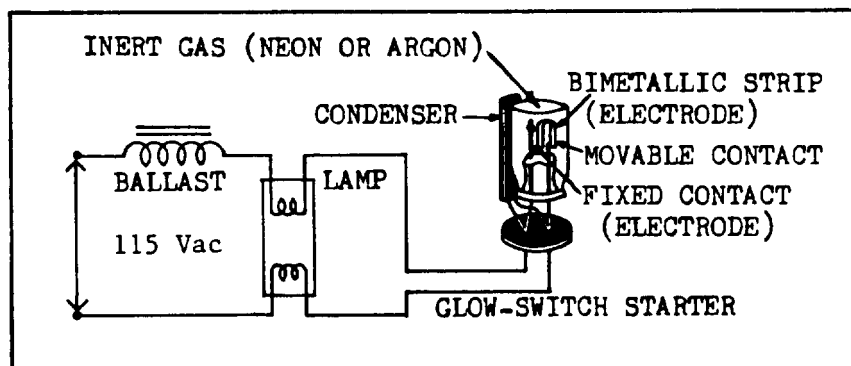 INERT GAS (NEON OR ARGON)
BIMETALLIC STRIP
(ELECTRODE)
CONDENSER
MOVABLE CONTACT
BALLAST
LAMP
FIXED CONTACT
(ELECTRODE)
115 Vac
GLOW-SWITCH STARTER